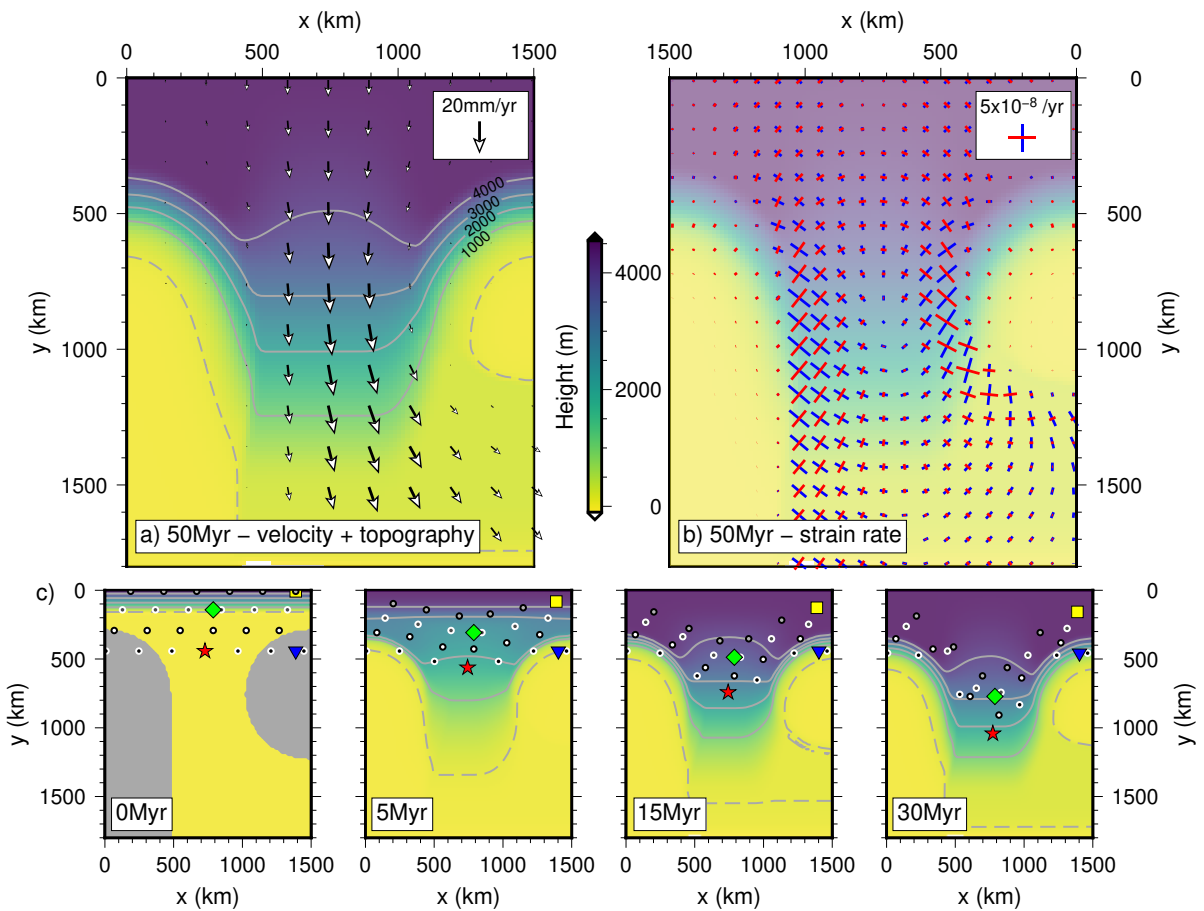 x (km)
x (km)
0 500 1000 1500
1500 1000 500 0
0
500
1000
1500
y (km)
20mm/yr
4000
3000
2000
1000
a) 50Myr − velocity + topography
Height (m)
4000
2000
0
5x10⁻⁸ /yr
b) 50Myr − strain rate
0
500
1000
1500
y (km)
c)
0
500
1000
1500
y (km)
0Myr
5Myr
15Myr
30Myr
0
500
1000
1500
y (km)
0 500 1000 1500
0 500 1000 1500
0 500 1000 1500
0 500 1000 1500
x (km)
x (km)
x (km)
x (km)